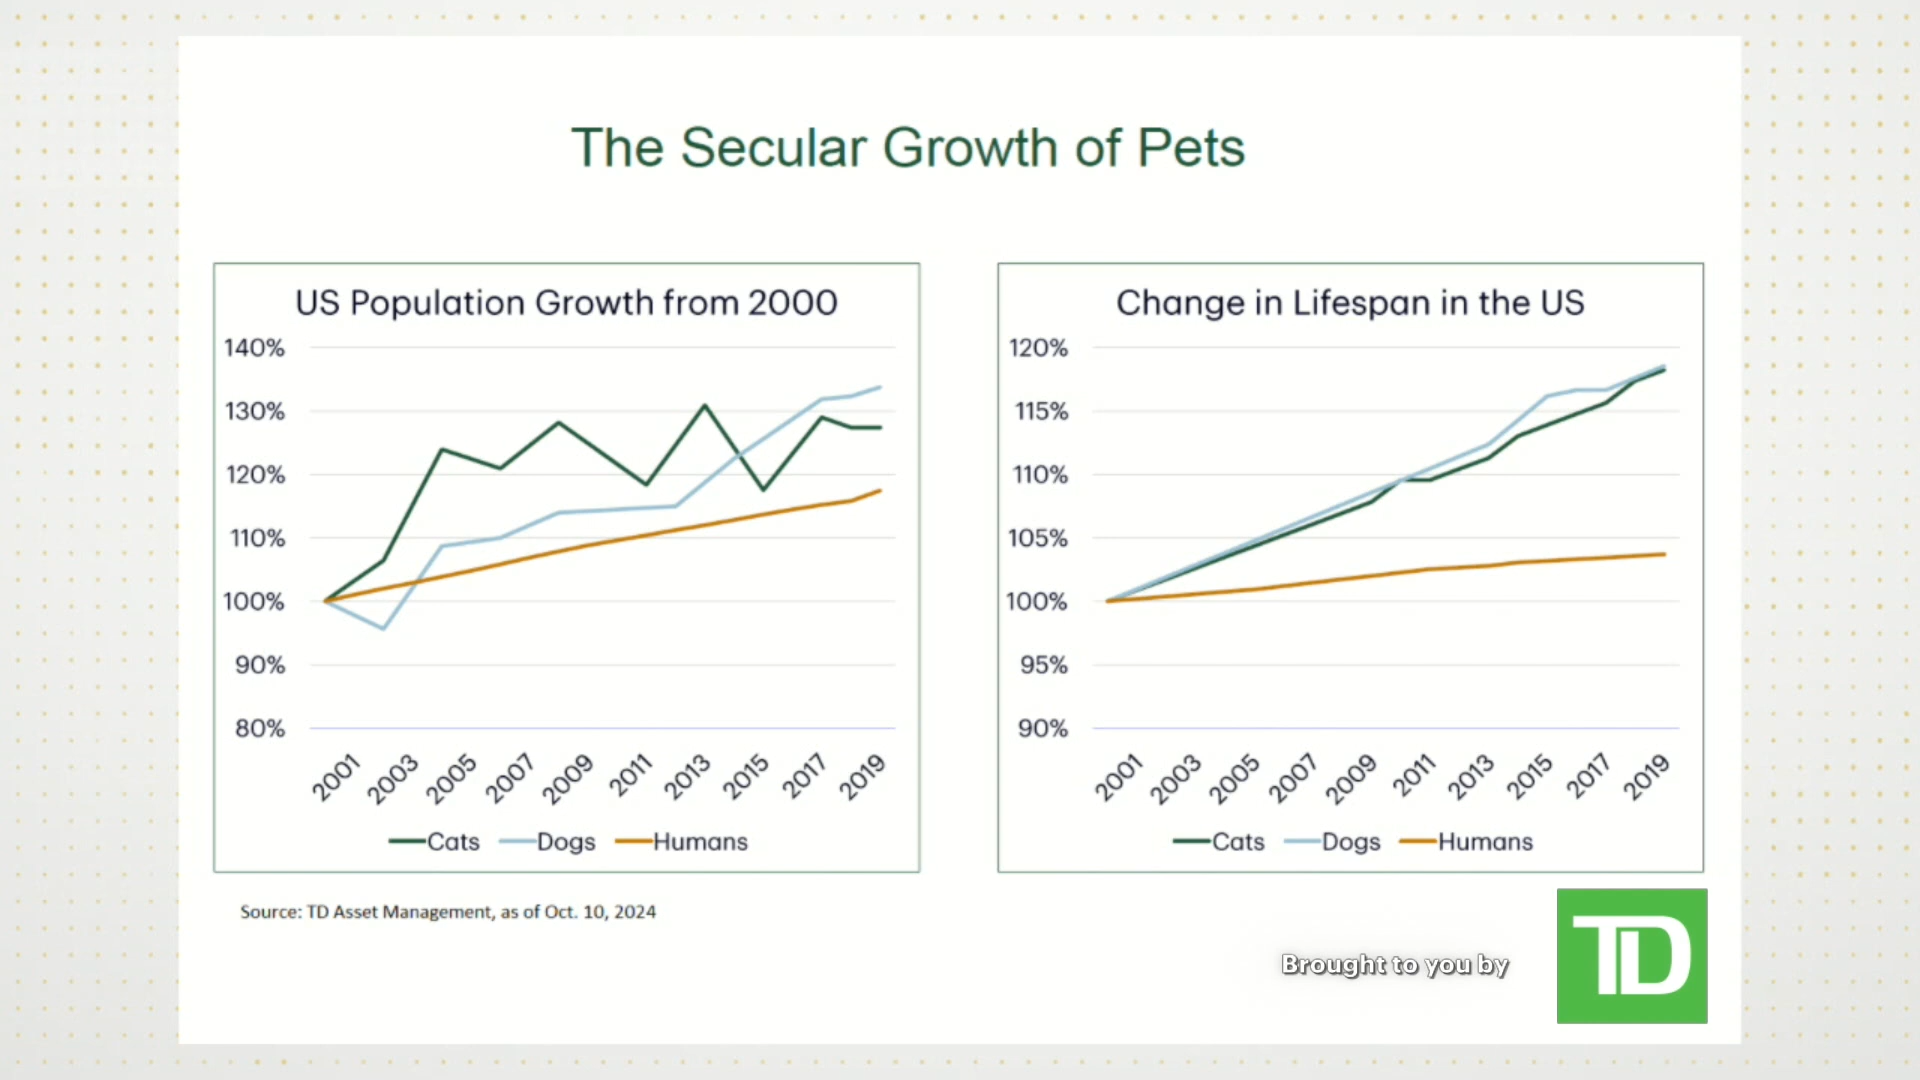 The Secular Growth of Pets
US Population Growth from 2000
140%
130%
120%
110%
100%
90%
80%
2001 2003 2005 2007 2009 2011 2013 2015 2017 2019
Cats Dogs Humans
Change in Lifespan in the US
120%
115%
110%
105%
100%
95%
90%
2001 2003 2005 2007 2009 2011 2013 2015 2017 2019
Cats Dogs Humans
Source: TD Asset Management, as of Oct. 10, 2024
Brought to you by
TD